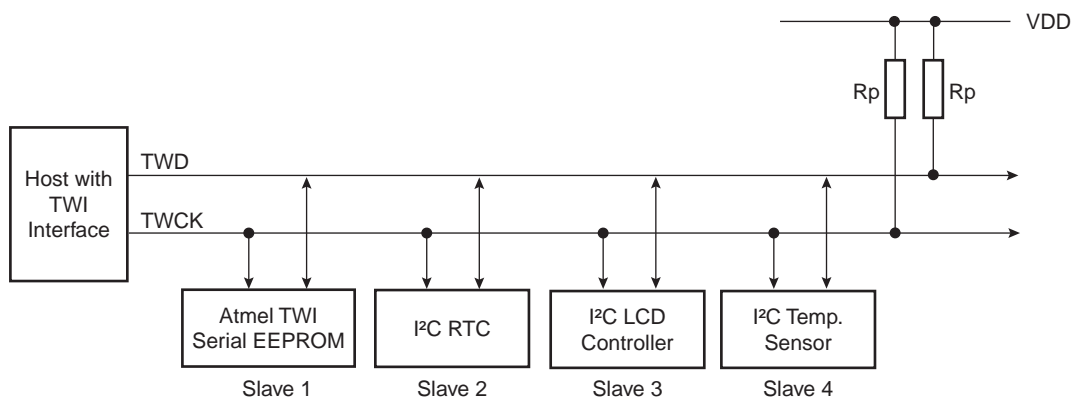 VDD
Rp
Rp
Host with
TWI
Interface
TWD
TWCK
Atmel TWI
Serial EEPROM
Slave 1
I²C RTC
Slave 2
I²C LCD
Controller
Slave 3
I²C Temp.
Sensor
Slave 4